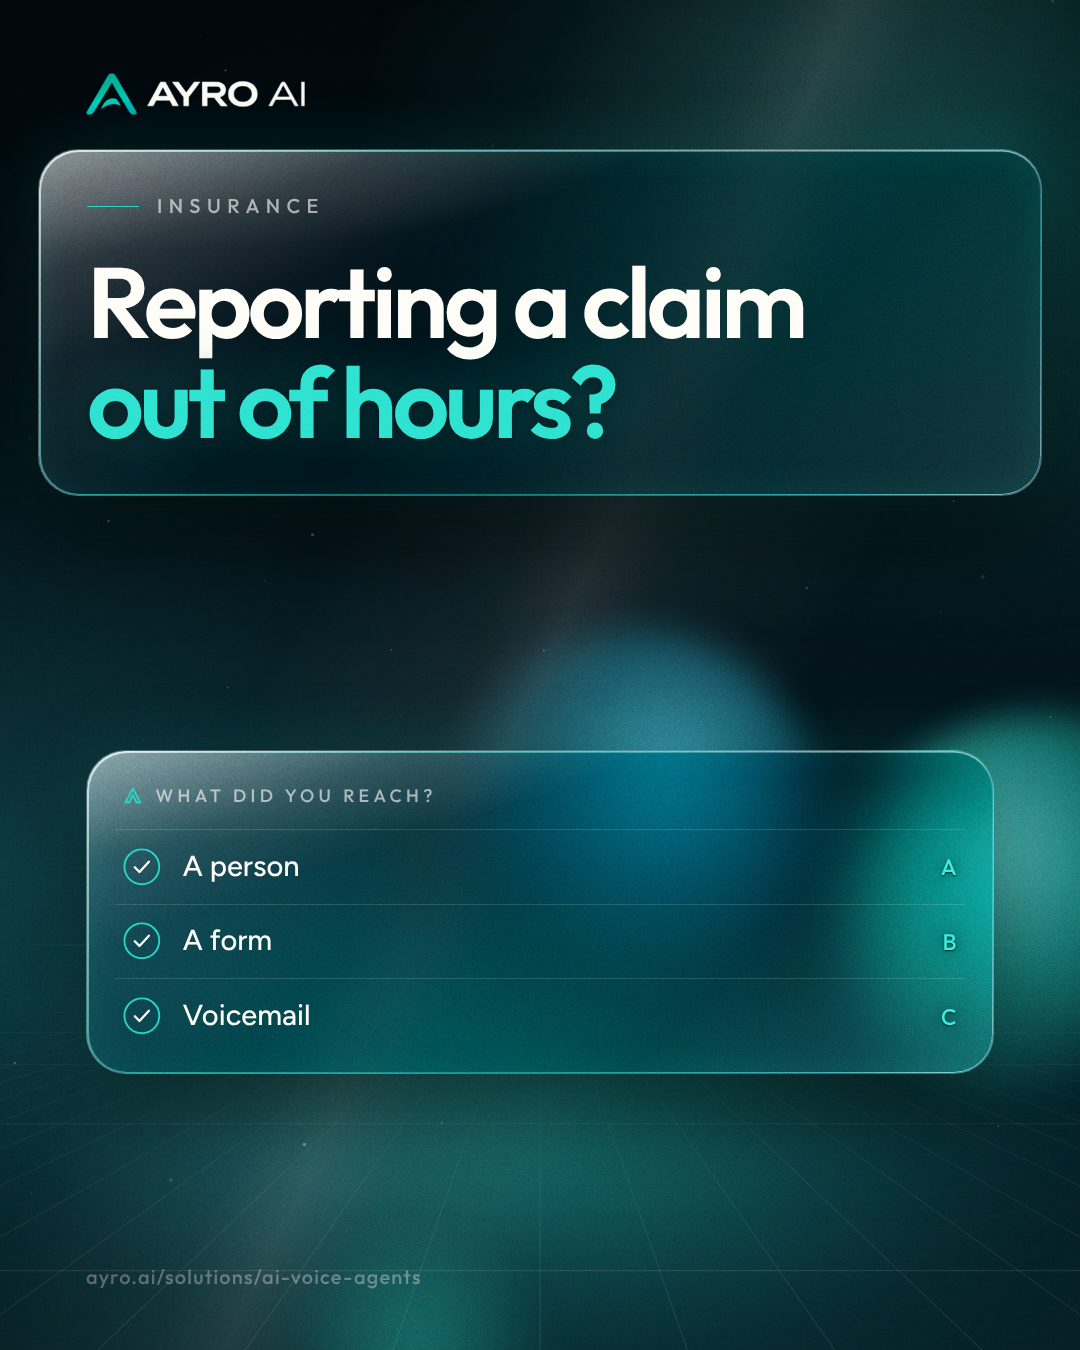 AYRO AI
INSURANCE
Reporting a claim
out of hours?
WHAT DID YOU REACH?
A person A
A form B
Voicemail C
ayro.ai/solutions/ai-voice-agents